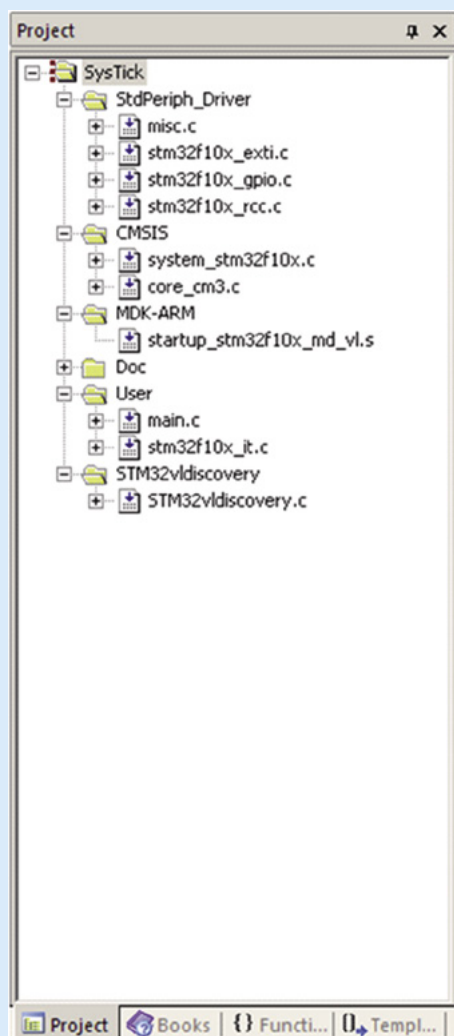 Project
SysTick
StdPeriph_Driver
misc.c
stm32f10x_exti.c
stm32f10x_gpio.c
stm32f10x_rcc.c
CMSIS
system_stm32f10x.c
core_cm3.c
MDK-ARM
startup_stm32f10x_md_vl.s
Doc
User
main.c
stm32f10x_it.c
STM32vldiscovery
STM32vldiscovery.c
Project Books {} Functi... 0 Templ...